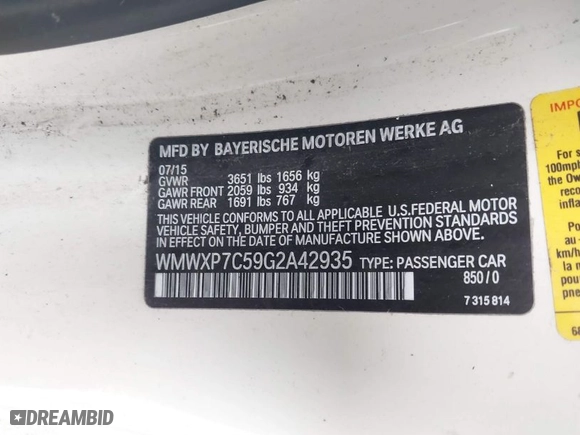 MFD BY BAYERISCHE MOTOREN WERKE AG
07/15
GVWR 3651 lbs 1656 kg
GAWR FRONT 2059 lbs 934 kg
GAWR REAR 1691 lbs 767 kg
THIS VEHICLE CONFORMS TO ALL APPLICABLE U.S.FEDERAL MOTOR
VEHICLE SAFETY, BUMPER AND THEFT PREVENTION STANDARDS
IN EFFECT ON THE DATE OF MANUFACTURE SHOWN ABOVE.
WMWXP7C59G2A42935 TYPE: PASSENGER CAR
850/0
7 315 814
For
100mph
the Ow
reco
infla
Po
au
km/h
la
pous
pne
68
DREAMBID